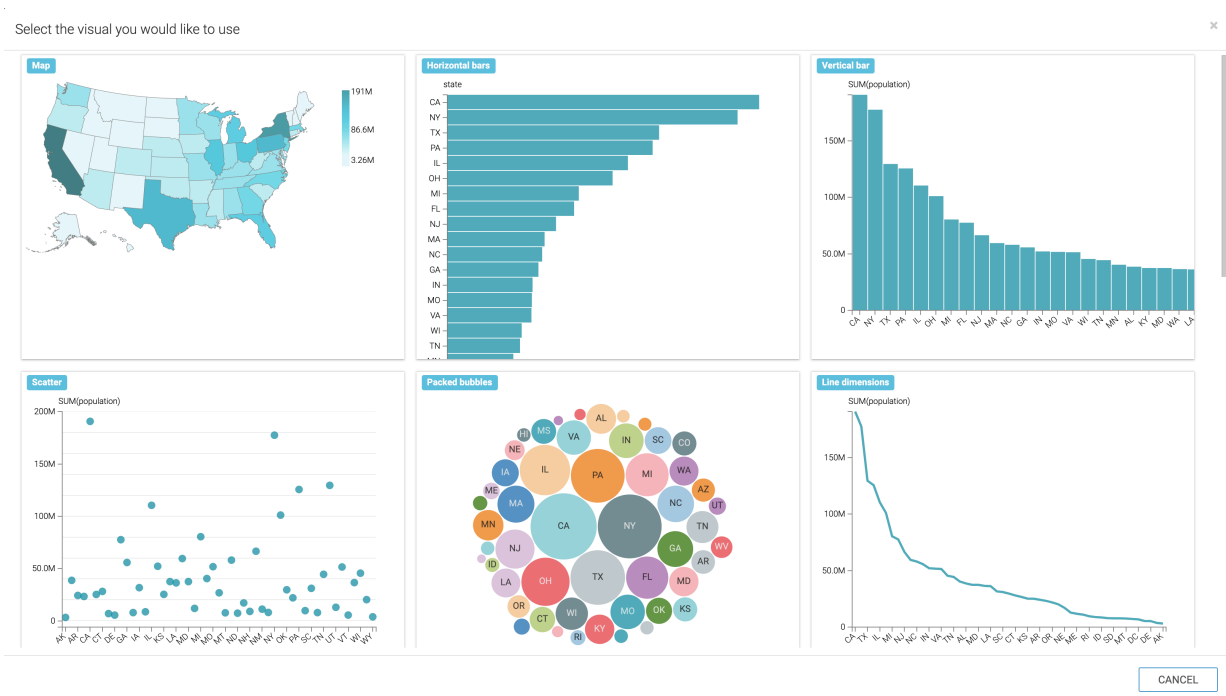 Select the visual you would like to use
×
Map
191M
86.6M
3.26M
Horizontal bars
state
CA
NY
TX
PA
IL
OH
MI
FL
NJ
MA
NC
GA
IN
MO
VA
WI
TN
Vertical bar
SUM(population)
150M
100M
50.0M
0
CA NY TX PA IL OH MI FL NJ MA NC GA IN MO VA WI TN MN AL KY MD WA LA
Scatter
SUM(population)
200M
150M
100M
50.0M
0
AK AR CA CT DE GA IA IL KS LA MD MI MO MT ND NH NM NY OK PA SC TN UT VT WI WY
Packed bubbles
AL
HI MS VA IN SC CO
NE
IA IL PA MI WA
ME AZ
MA NC UT
MN CA NY TN
NJ GA WV
ID AR
LA OH TX FL MD
OR WI MO OK KS
CT KY
RI
Line dimensions
SUM(population)
150M
100M
50.0M
0
CA TX IL MI NJ NC IN VA TN AL MD LA SC CT KS AR OR NE ME RI ID SD MT DC DE AK
CANCEL